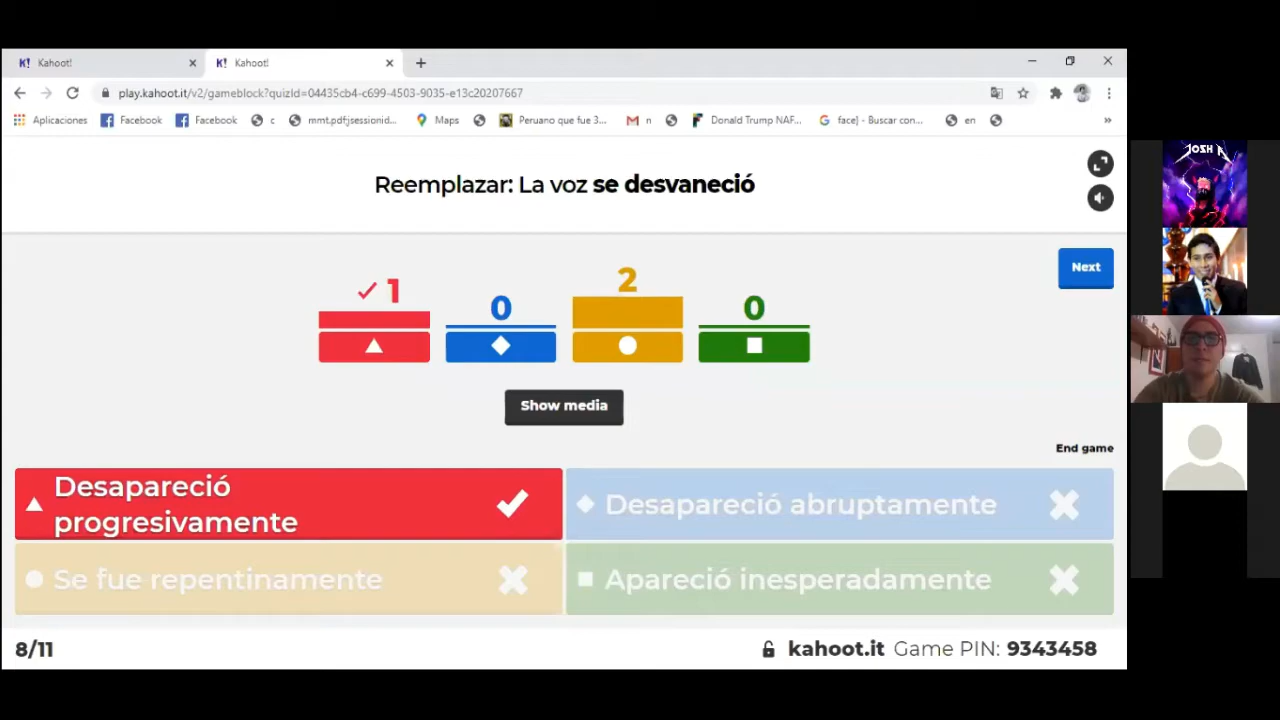 K! Kahoot! × K! Kahoot! × +
play.kahoot.it/v2/gameblock?quizId=04435cb4-c699-4503-9035-e13c20207667
Aplicaciones Facebook Facebook c mmt.pdf;jsessionid... Maps Peruano que fue 3... n Donald Trump NAF... face] - Buscar con... en »
JOSH
Reemplazar: La voz se desvaneció
Next
1 0 2 0
Show media
End game
Desapareció
progresivamente
Desapareció abruptamente
Se fue repentinamente
Apareció inesperadamente
8/11
kahoot.it Game PIN: 9343458